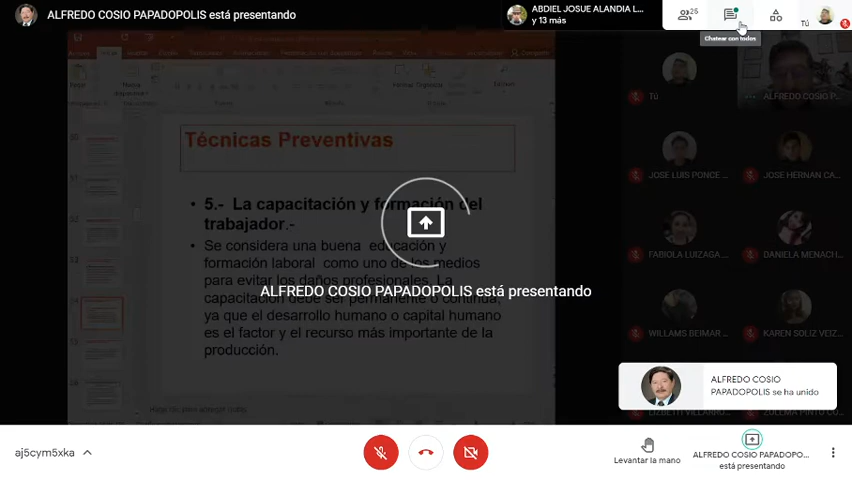 ALFREDO COSIO PAPADOPOLIS está presentando
ABDIEL JOSUE ALANDIA L...
y 13 más
25
Tú
Chatear con todos
Técnicas Preventivas
5.- La capacitación y formación del
trabajador.-
Se considera una buena educación y
formación laboral como uno de los medios
para evitar los daños profesionales. La
capacitación debe ser permanente o continua,
ya que el desarrollo humano o capital humano
es el factor y el recurso más importante de la
producción.
ALFREDO COSIO PAPADOPOLIS está presentando
Tú
ALFREDO COSIO P...
JOSE LUIS PONCE ...
JOSE HERNAN CA...
FABIOLA LUIZAGA ...
DANIELA MENACH...
WILLAMS BEIMAR ...
KAREN SOLIZ VEIZ...
ALFREDO COSIO
PAPADOPOLIS se ha unido
LIZBETH VILLARRO...
ZULEMA PINTO CO...
aj5cym5xka
Levantar la mano
ALFREDO COSIO PAPADOPO...
está presentando